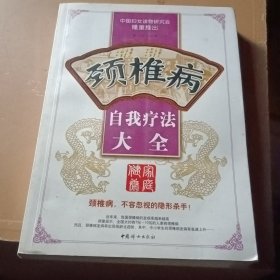 中国妇女读物研究会
隆重推出
颈椎病
自我疗法
大全
家庭
健康
颈椎病，不容忽视的隐形杀手！
中国妇女出版社